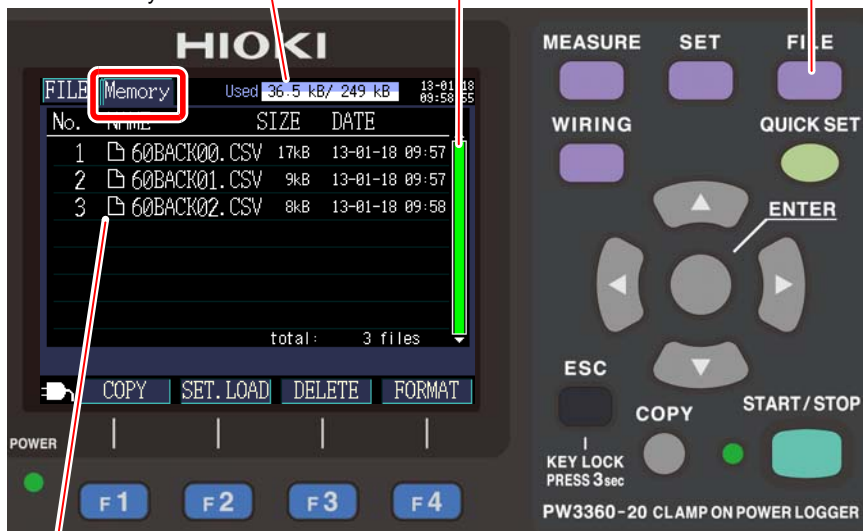 HIOKI
MEASURE SET FILE
FILE Memory Used 36.5 kB/ 249 kB 13-01-18
09:58:55
No. NAME SIZE DATE
1 60BACK00.CSV 17kB 13-01-18 09:57
2 60BACK01.CSV 9kB 13-01-18 09:57
3 60BACK02.CSV 8kB 13-01-18 09:58
total: 3 files
COPY SET.LOAD DELETE FORMAT
POWER
F1 F2 F3 F4
WIRING QUICK SET
ENTER
ESC
COPY START/STOP
KEY LOCK
PRESS 3sec
PW3360-20 CLAMP ON POWER LOGGER